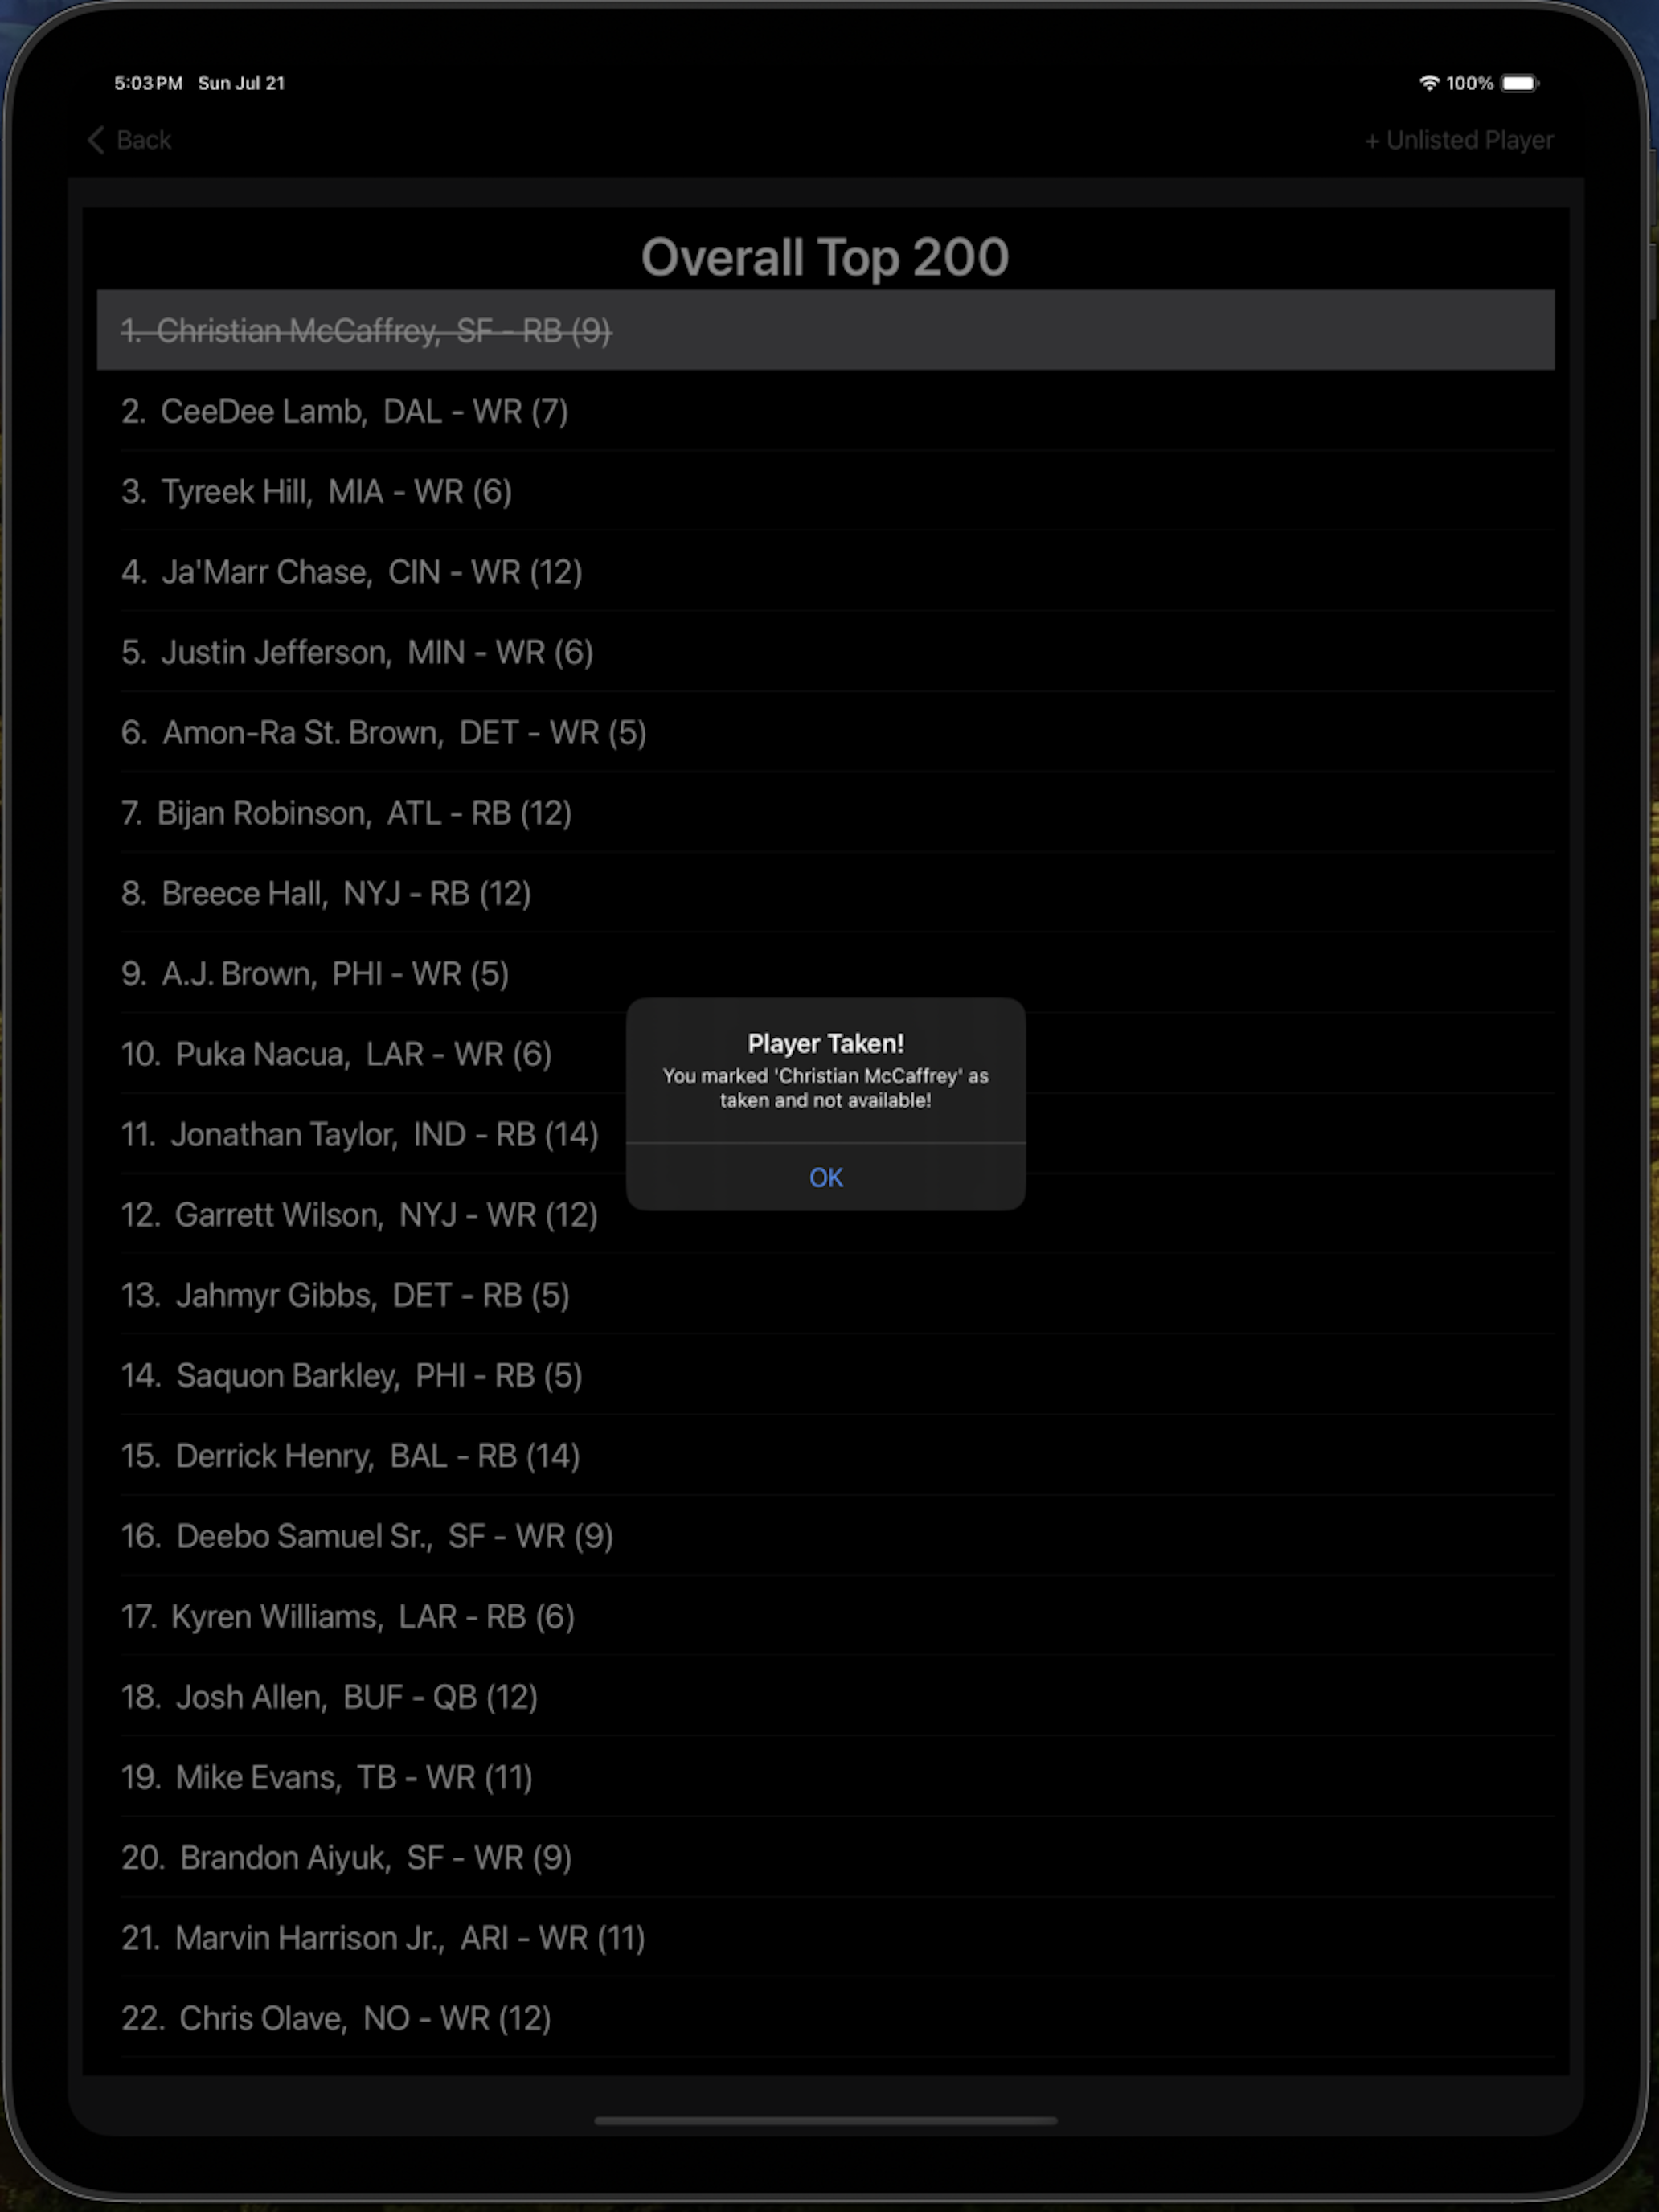 5:03 PM Sun Jul 21
100%
Back
+ Unlisted Player
Overall Top 200
1. Christian McCaffrey, SF - RB (9)
2. CeeDee Lamb, DAL - WR (7)
3. Tyreek Hill, MIA - WR (6)
4. Ja'Marr Chase, CIN - WR (12)
5. Justin Jefferson, MIN - WR (6)
6. Amon-Ra St. Brown, DET - WR (5)
7. Bijan Robinson, ATL - RB (12)
8. Breece Hall, NYJ - RB (12)
9. A.J. Brown, PHI - WR (5)
10. Puka Nacua, LAR - WR (6)
11. Jonathan Taylor, IND - RB (14)
12. Garrett Wilson, NYJ - WR (12)
13. Jahmyr Gibbs, DET - RB (5)
14. Saquon Barkley, PHI - RB (5)
15. Derrick Henry, BAL - RB (14)
16. Deebo Samuel Sr., SF - WR (9)
17. Kyren Williams, LAR - RB (6)
18. Josh Allen, BUF - QB (12)
19. Mike Evans, TB - WR (11)
20. Brandon Aiyuk, SF - WR (9)
21. Marvin Harrison Jr., ARI - WR (11)
22. Chris Olave, NO - WR (12)
Player Taken!
You marked 'Christian McCaffrey' as
taken and not available!
OK